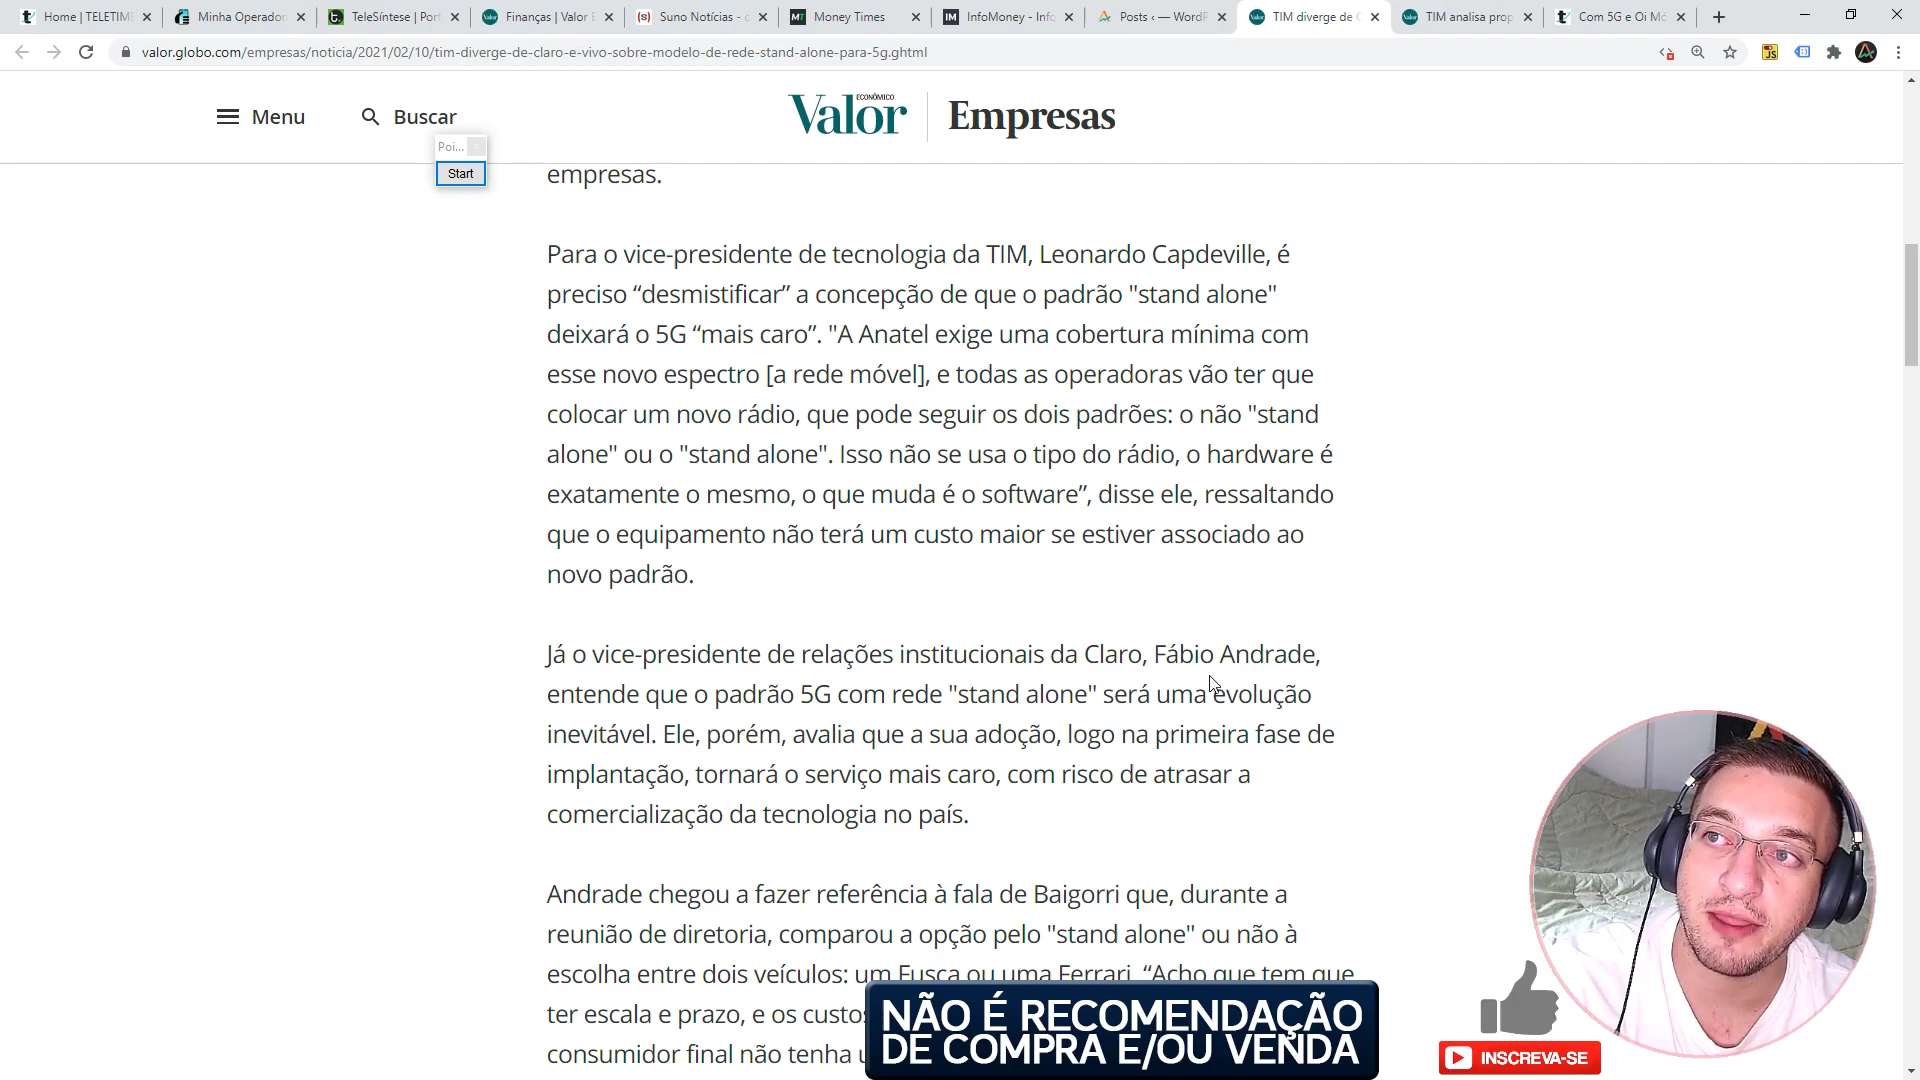 Home | TELETIME
Minha Operador
TeleSíntese | Port
Finanças | Valor E
Suno Notícias - c
Money Times
InfoMoney - Info
Posts ‹ — WordP
TIM diverge de C
TIM analisa prop
Com 5G e Oi Mó
valor.globo.com/empresas/noticia/2021/02/10/tim-diverge-de-claro-e-vivo-sobre-modelo-de-rede-stand-alone-para-5g.ghtml
Menu
Buscar
Valor ECONÔMICO
Empresas
Poi...
Start
empresas.
Para o vice-presidente de tecnologia da TIM, Leonardo Capdeville, é
preciso “desmistificar” a concepção de que o padrão "stand alone"
deixará o 5G “mais caro”. "A Anatel exige uma cobertura mínima com
esse novo espectro [a rede móvel], e todas as operadoras vão ter que
colocar um novo rádio, que pode seguir os dois padrões: o não "stand
alone" ou o "stand alone". Isso não se usa o tipo do rádio, o hardware é
exatamente o mesmo, o que muda é o software”, disse ele, ressaltando
que o equipamento não terá um custo maior se estiver associado ao
novo padrão.
Já o vice-presidente de relações institucionais da Claro, Fábio Andrade,
entende que o padrão 5G com rede "stand alone" será uma evolução
inevitável. Ele, porém, avalia que a sua adoção, logo na primeira fase de
implantação, tornará o serviço mais caro, com risco de atrasar a
comercialização da tecnologia no país.
Andrade chegou a fazer referência à fala de Baigorri que, durante a
reunião de diretoria, comparou a opção pelo "stand alone" ou não à
escolha entre dois veículos: um Fusca ou uma Ferrari. “Acho que tem que
ter escala e prazo, e os custos
consumidor final não tenha
NÃO É RECOMENDAÇÃO
DE COMPRA E/OU VENDA
INSCREVA-SE